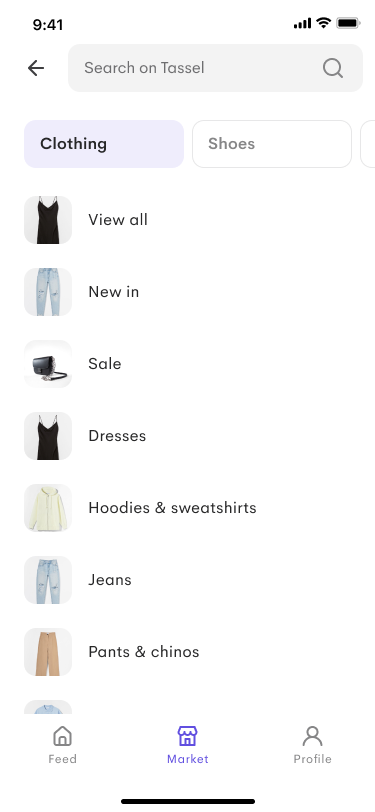 9:41
Search on Tassel
Clothing
Shoes
View all
New in
Sale
Dresses
Hoodies & sweatshirts
Jeans
Pants & chinos
Feed
Market
Profile